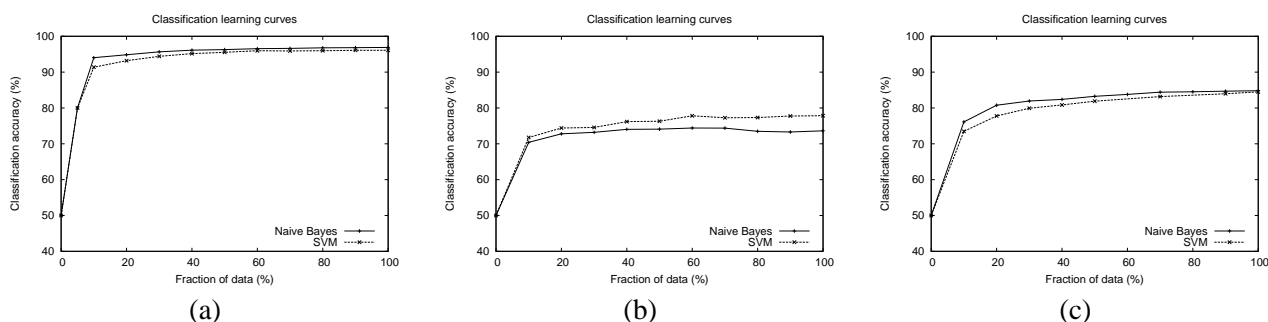 Classification learning curves
Classification accuracy (%)
100
90
80
70
60
50
40
Naive Bayes
SVM
0 20 40 60 80 100
Fraction of data (%)
(a)
Classification learning curves
Classification accuracy (%)
100
90
80
70
60
50
40
Naive Bayes
SVM
0 20 40 60 80 100
Fraction of data (%)
(b)
Classification learning curves
Classification accuracy (%)
100
90
80
70
60
50
40
Naive Bayes
SVM
0 20 40 60 80 100
Fraction of data (%)
(c)